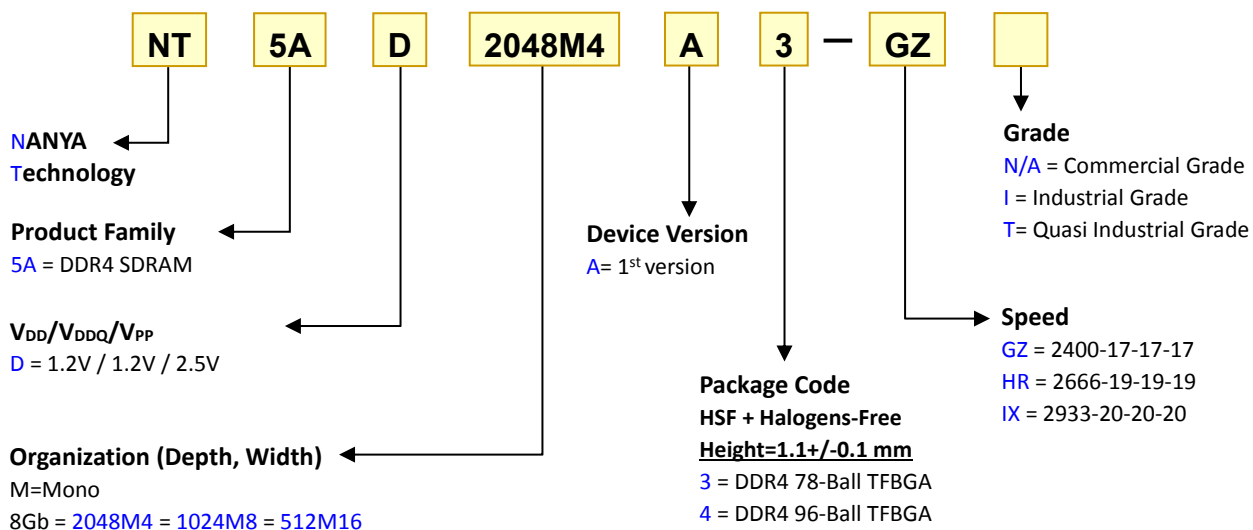 NT 5A D 2048M4 A 3 – GZ
NANYA
Technology
Product Family
5A = DDR4 SDRAM
VDD/VDDQ/VPP
D = 1.2V / 1.2V / 2.5V
Organization (Depth, Width)
M=Mono
8Gb = 2048M4 = 1024M8 = 512M16
Device Version
A= 1st version
Package Code
HSF + Halogens-Free
Height=1.1+/-0.1 mm
3 = DDR4 78-Ball TFBGA
4 = DDR4 96-Ball TFBGA
Grade
N/A = Commercial Grade
I = Industrial Grade
T= Quasi Industrial Grade
Speed
GZ = 2400-17-17-17
HR = 2666-19-19-19
IX = 2933-20-20-20